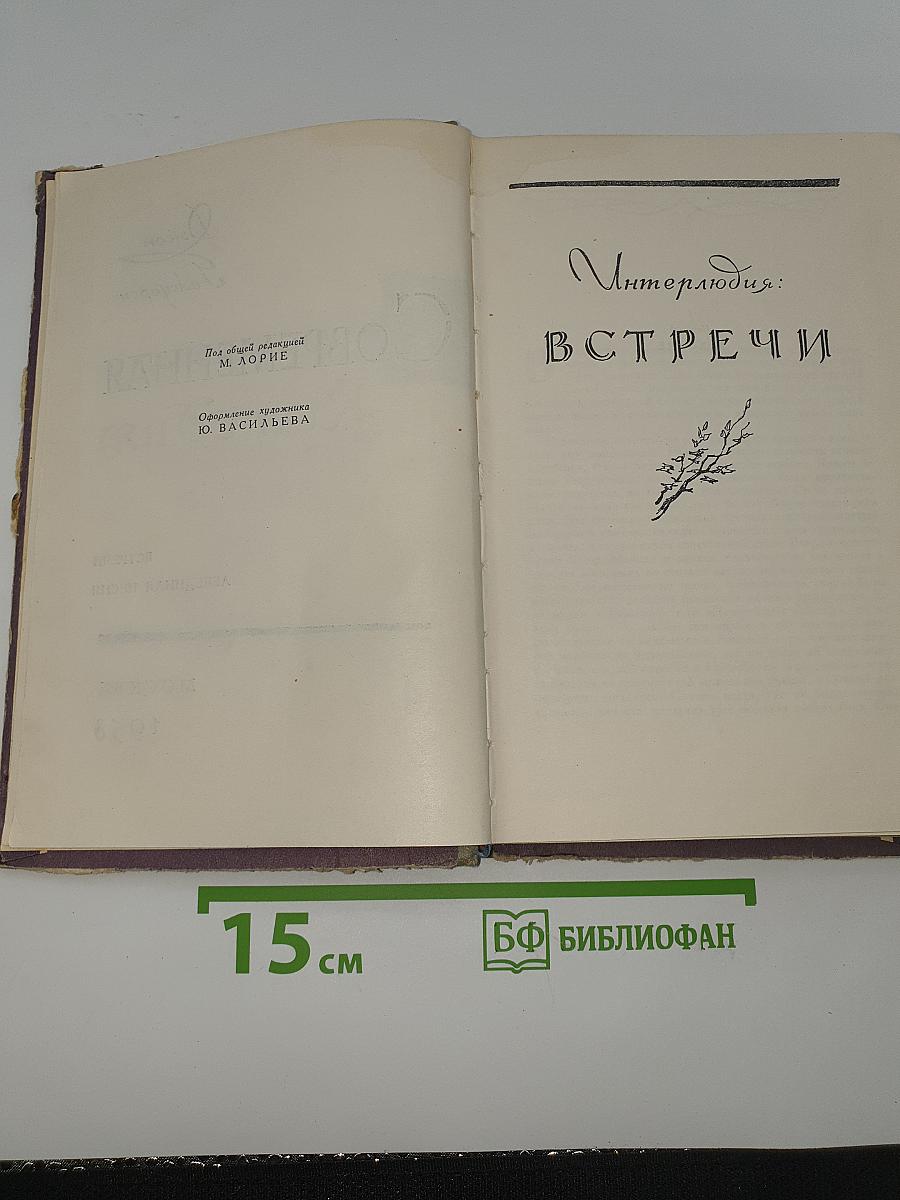 Под общей редакцией
М. ЛОРИЕ
Оформление художника
Ю. ВАСИЛЬЕВА
Интерлюдия:
ВСТРЕЧИ
15 см
БФ БИБЛИОФАН